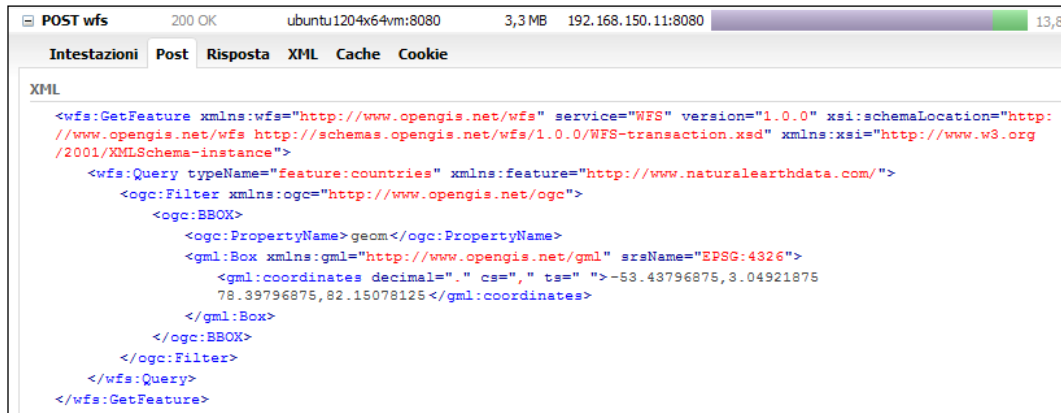 POST wfs 200 OK ubuntu1204x64vm:8080 3,3 MB 192.168.150.11:8080 13,8
Intestazioni Post Risposta XML Cache Cookie
XML
<wfs:GetFeature xmlns:wfs="http://www.opengis.net/wfs" service="WFS" version="1.0.0" xsi:schemaLocation="http:
//www.opengis.net/wfs http://schemas.opengis.net/wfs/1.0.0/WFS-transaction.xsd" xmlns:xsi="http://www.w3.org
/2001/XMLSchema-instance">
<wfs:Query typeName="feature:countries" xmlns:feature="http://www.naturalearthdata.com/">
<ogc:Filter xmlns:ogc="http://www.opengis.net/ogc">
<ogc:BBOX>
<ogc:PropertyName>geom</ogc:PropertyName>
<gml:Box xmlns:gml="http://www.opengis.net/gml" srsName="EPSG:4326">
<gml:coordinates decimal="." cs="," ts=" ">-53.43796875,3.04921875
78.39796875,82.15078125</gml:coordinates>
</gml:Box>
</ogc:BBOX>
</ogc:Filter>
</wfs:Query>
</wfs:GetFeature>